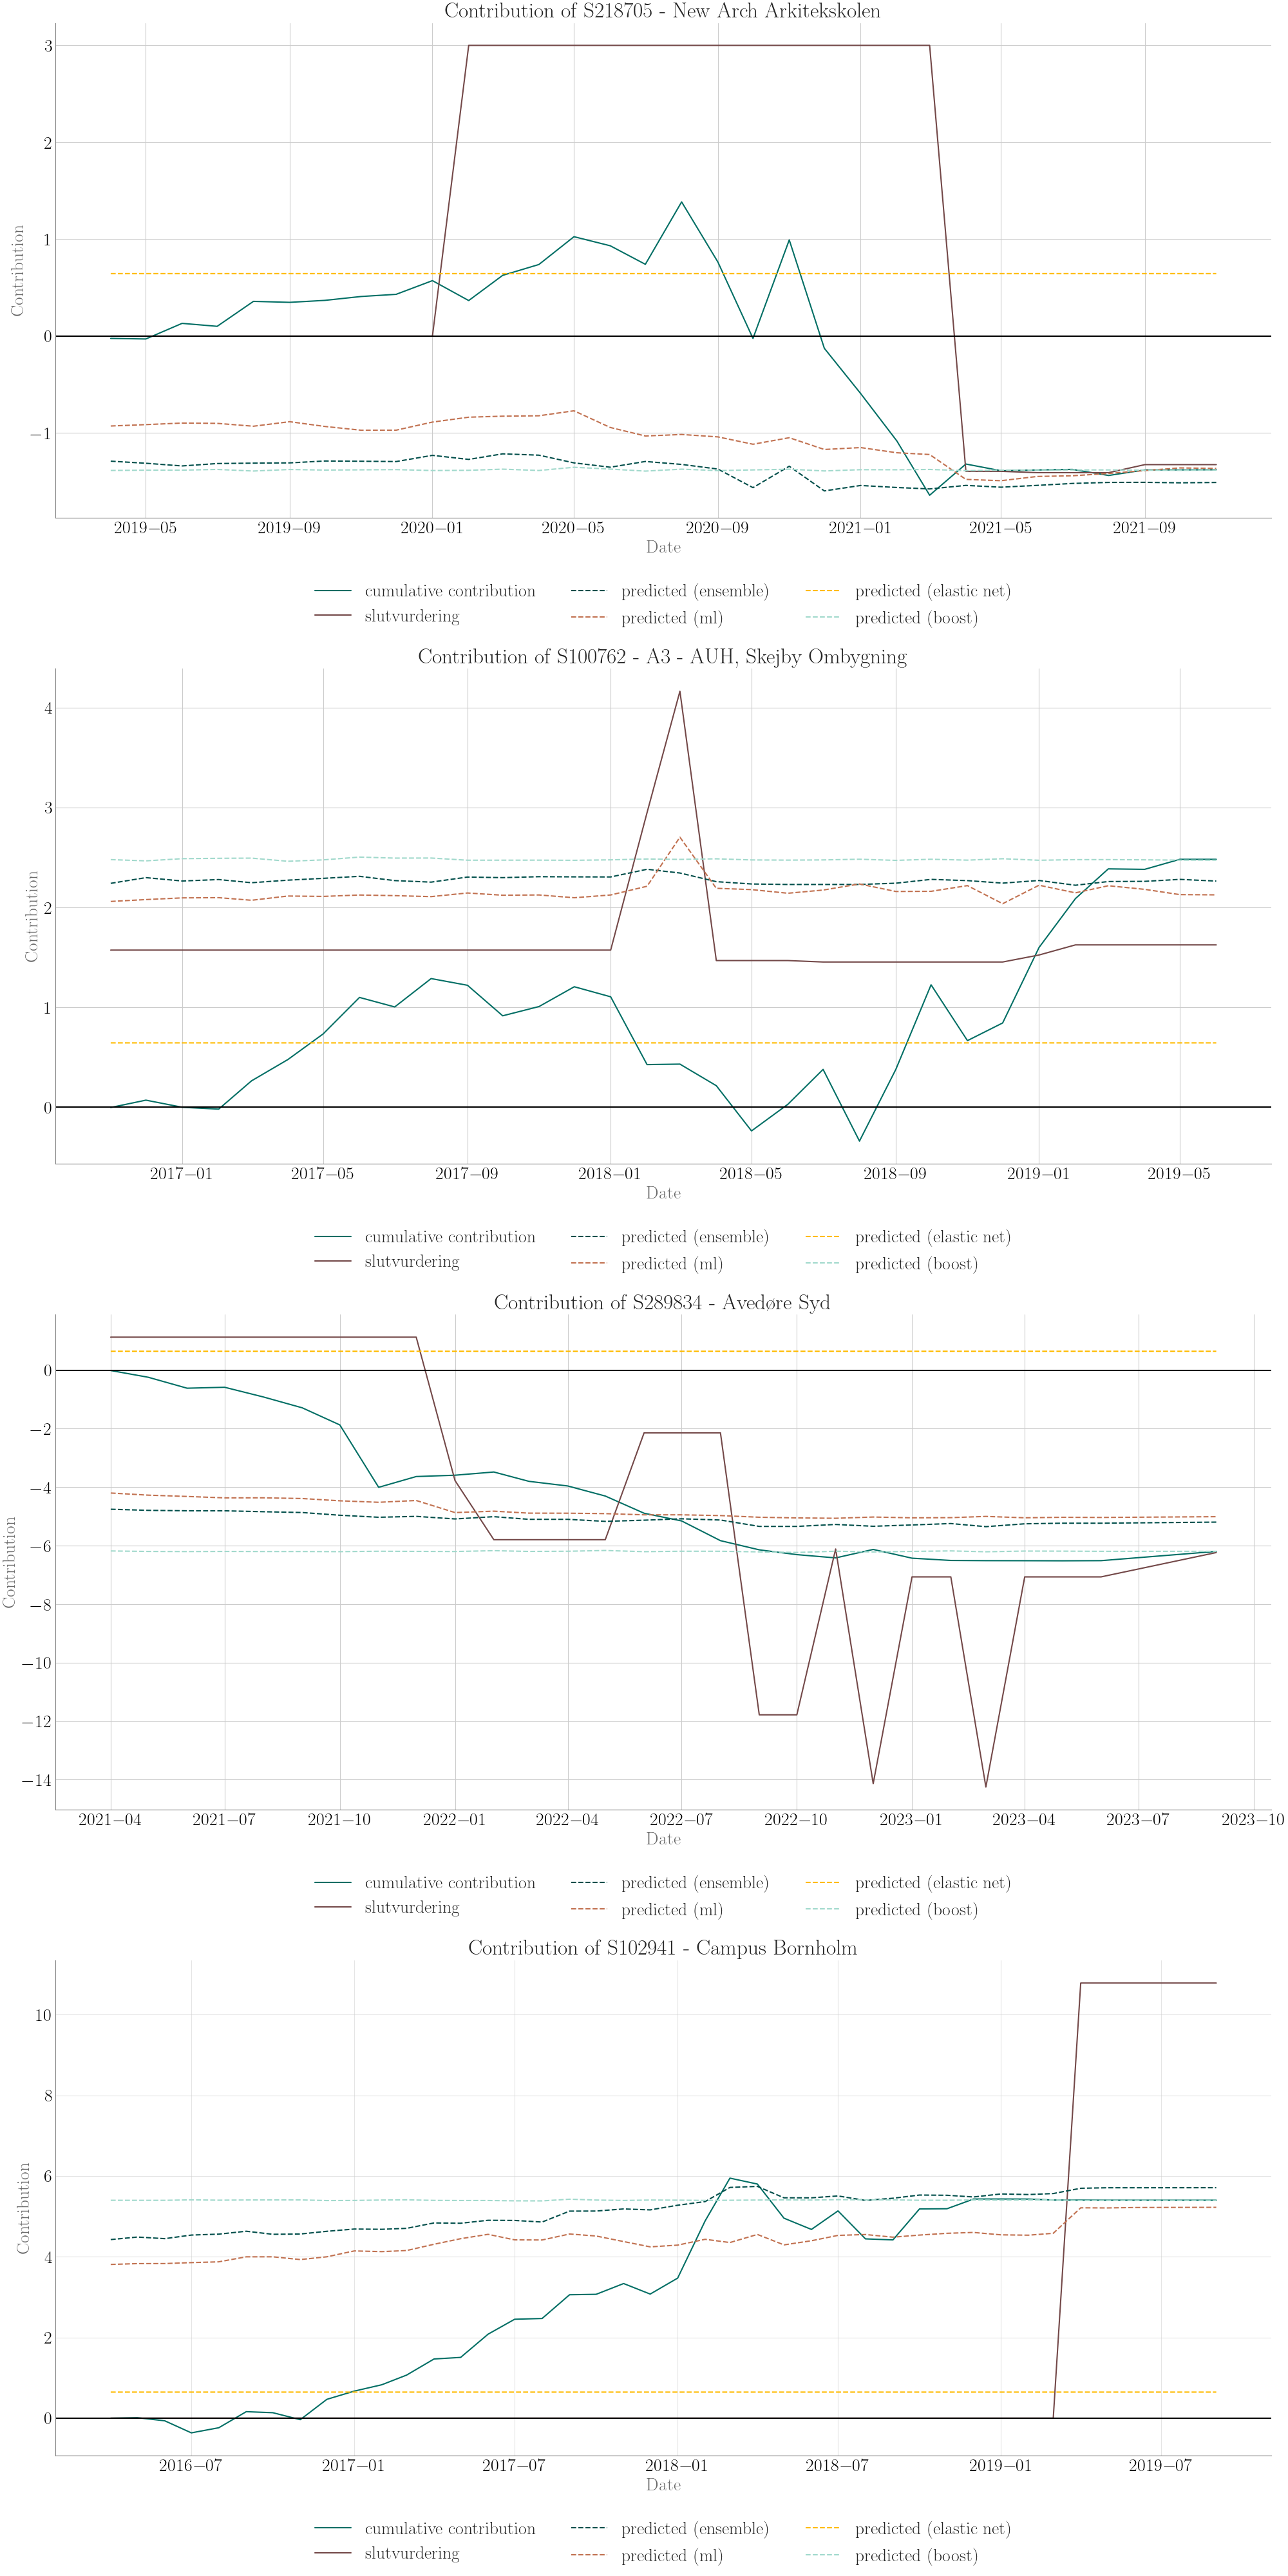 Contribution of S218705 - New Arch Arkitekskolen
3
2
1
0
−1
Contribution
2019−05 2019−09 2020−01 2020−05 2020−09 2021−01 2021−05 2021−09
Date
cumulative contribution predicted (ensemble) predicted (elastic net)
slutvurdering predicted (ml) predicted (boost)
Contribution of S100762 - A3 - AUH, Skejby Ombygning
4
3
2
1
0
Contribution
2017−01 2017−05 2017−09 2018−01 2018−05 2018−09 2019−01 2019−05
Date
cumulative contribution predicted (ensemble) predicted (elastic net)
slutvurdering predicted (ml) predicted (boost)
Contribution of S289834 - Avedøre Syd
0
−2
−4
−6
−8
−10
−12
−14
Contribution
2021−04 2021−07 2021−10 2022−01 2022−04 2022−07 2022−10 2023−01 2023−04 2023−07 2023−10
Date
cumulative contribution predicted (ensemble) predicted (elastic net)
slutvurdering predicted (ml) predicted (boost)
Contribution of S102941 - Campus Bornholm
10
8
6
4
2
0
Contribution
2016−07 2017−01 2017−07 2018−01 2018−07 2019−01 2019−07
Date
cumulative contribution predicted (ensemble) predicted (elastic net)
slutvurdering predicted (ml) predicted (boost)